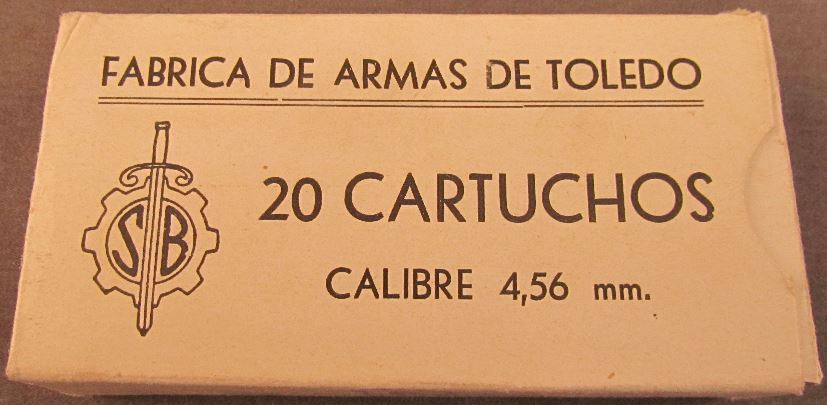 FABRICA DE ARMAS DE TOLEDO
20 CARTUCHOS
SB
CALIBRE 4,56 mm.